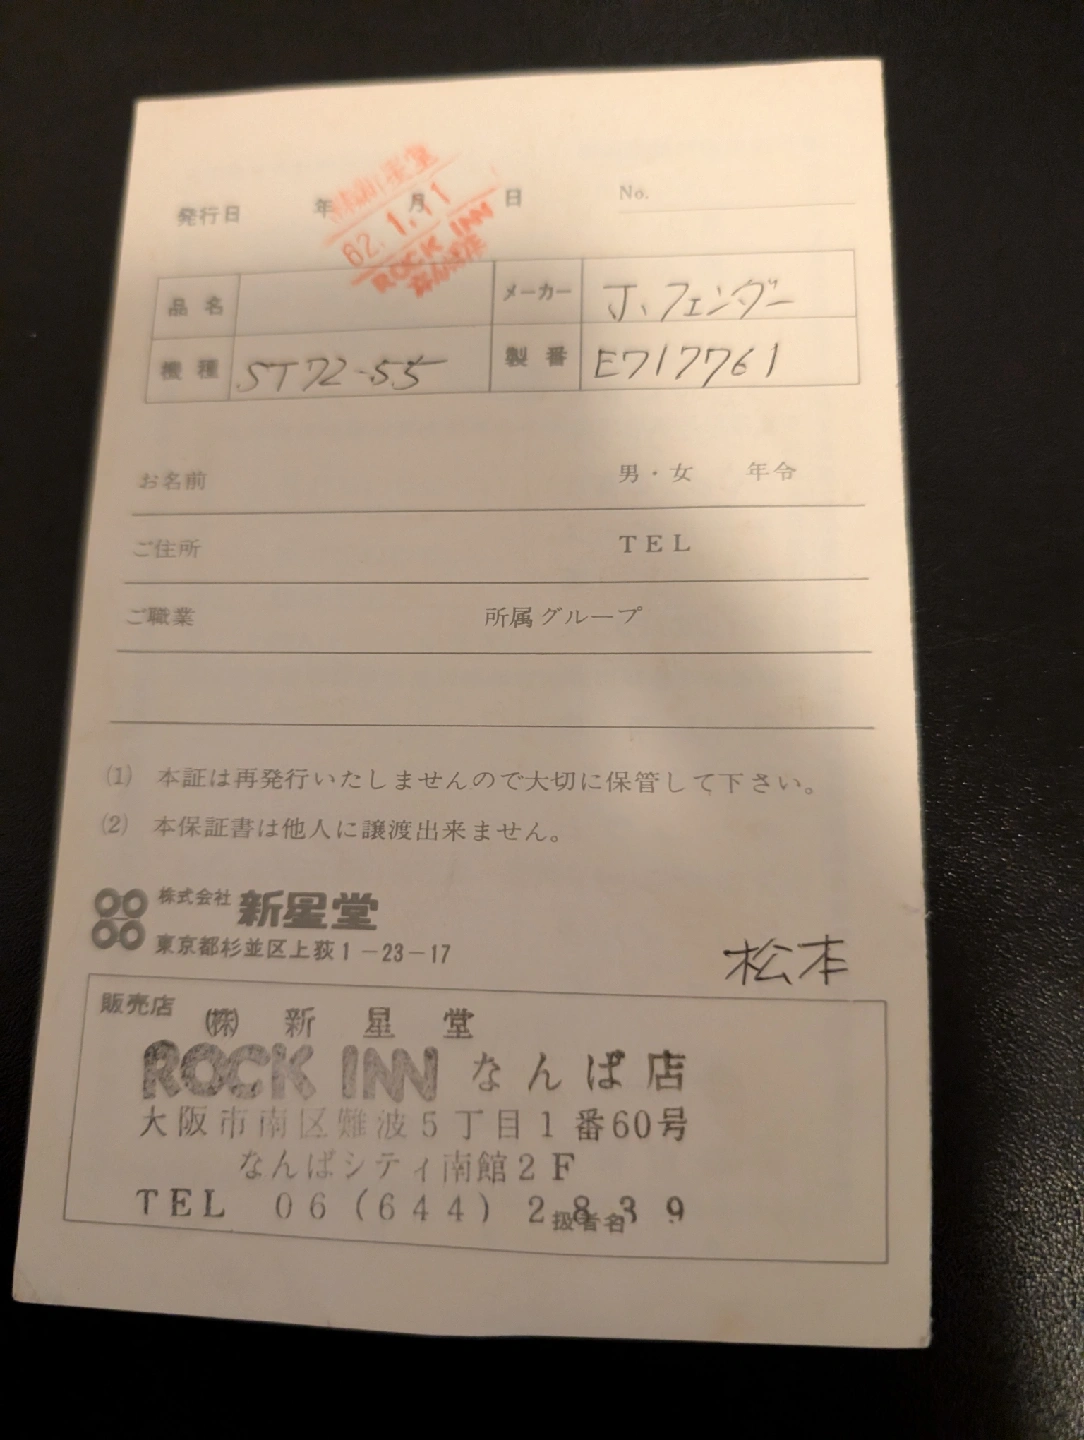 発行日 年 月 日 No.
62.1.11
ROCK INN
品名 メーカー J、フェンダー
機種 ST72-55 製番 E717761
お名前 男・女 年令
ご住所 TEL
ご職業 所属グループ
(1) 本証は再発行いたしませんので大切に保管して下さい。
(2) 本保証書は他人に譲渡出来ません。
株式会社 新星堂
東京都杉並区上荻1-23-17
松本
販売店 ㈱ 新星堂
ROCK INN なんば店
大阪市南区難波5丁目1番60号
なんばシティ南館2F
TEL 06(644)2839
扱者名